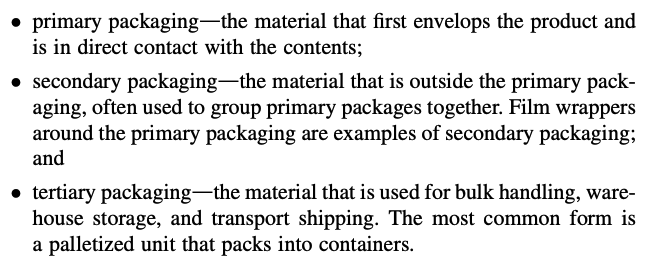 • primary packaging—the material that first envelops the product and
is in direct contact with the contents;
• secondary packaging—the material that is outside the primary pack-
aging, often used to group primary packages together. Film wrappers
around the primary packaging are examples of secondary packaging;
and
• tertiary packaging—the material that is used for bulk handling, ware-
house storage, and transport shipping. The most common form is
a palletized unit that packs into containers.